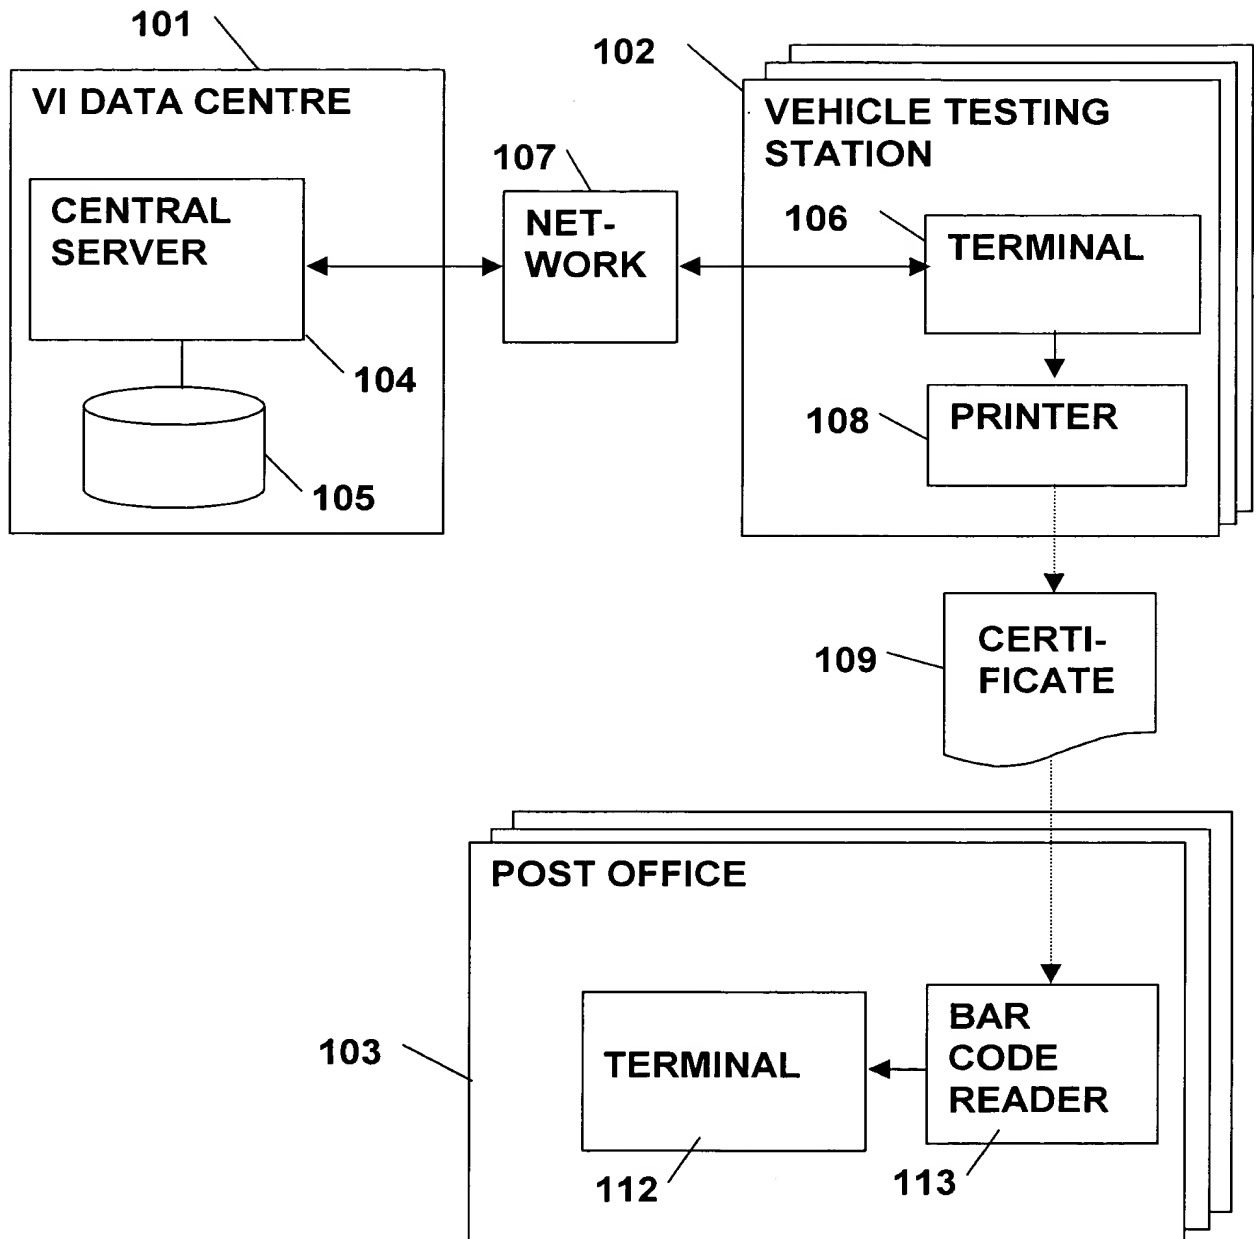 101
VI DATA CENTRE
CENTRAL
SERVER
104
105
107
NET-
WORK
102
VEHICLE TESTING
STATION
106
TERMINAL
108
PRINTER
109
CERTI-
FICATE
POST OFFICE
103
TERMINAL
112
BAR
CODE
READER
113